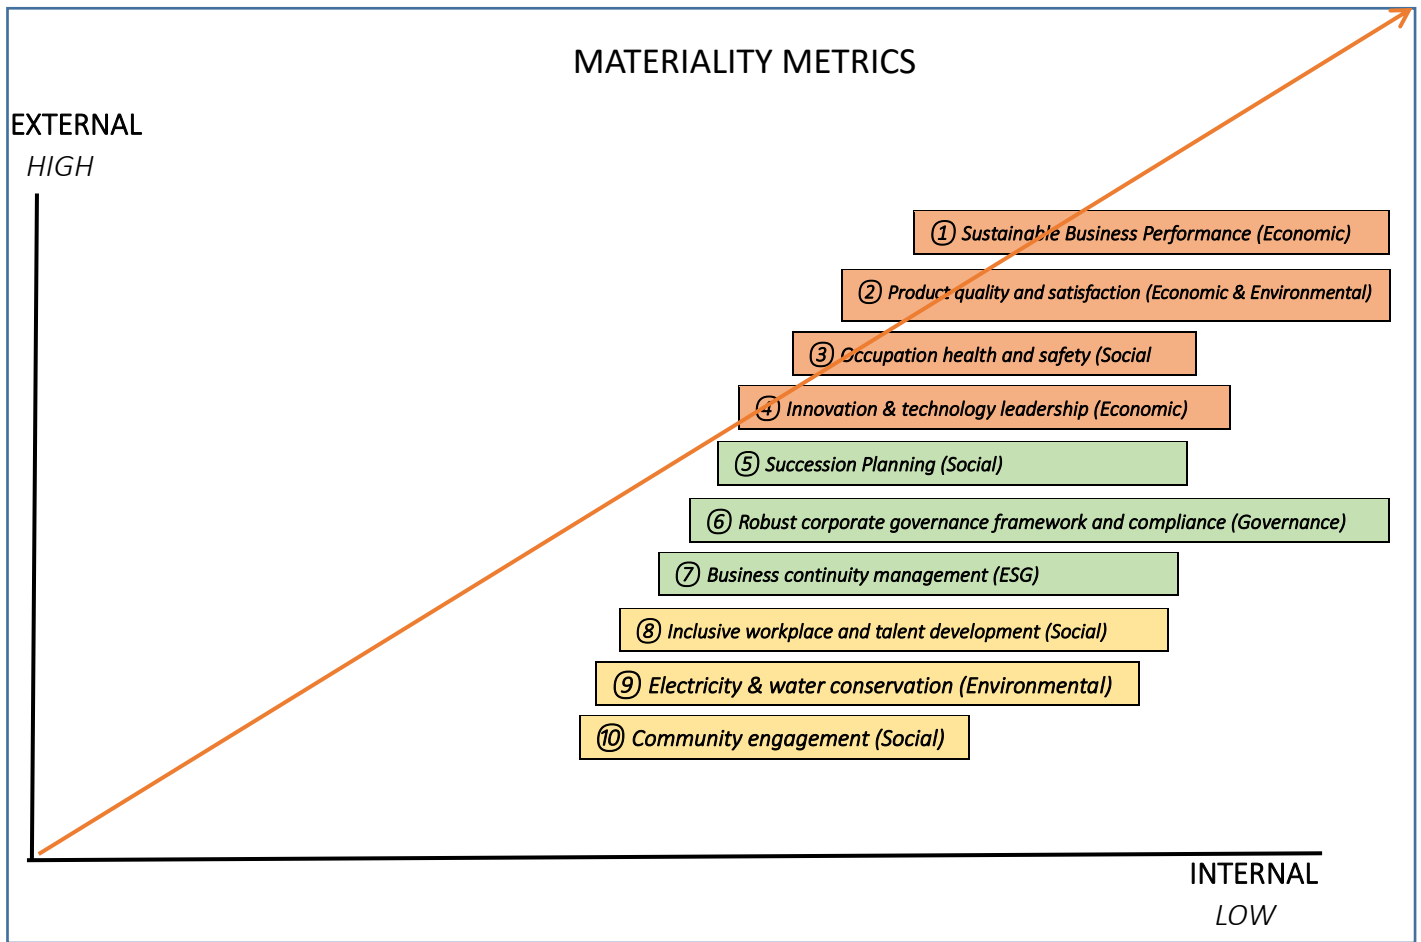 MATERIALITY METRICS
EXTERNAL
HIGH
① Sustainable Business Performance (Economic)
② Product quality and satisfaction (Economic & Environmental)
③ Occupation health and safety (Social
④ Innovation & technology leadership (Economic)
⑤ Succession Planning (Social)
⑥ Robust corporate governance framework and compliance (Governance)
⑦ Business continuity management (ESG)
⑧ Inclusive workplace and talent development (Social)
⑨ Electricity & water conservation (Environmental)
⑩ Community engagement (Social)
INTERNAL
LOW